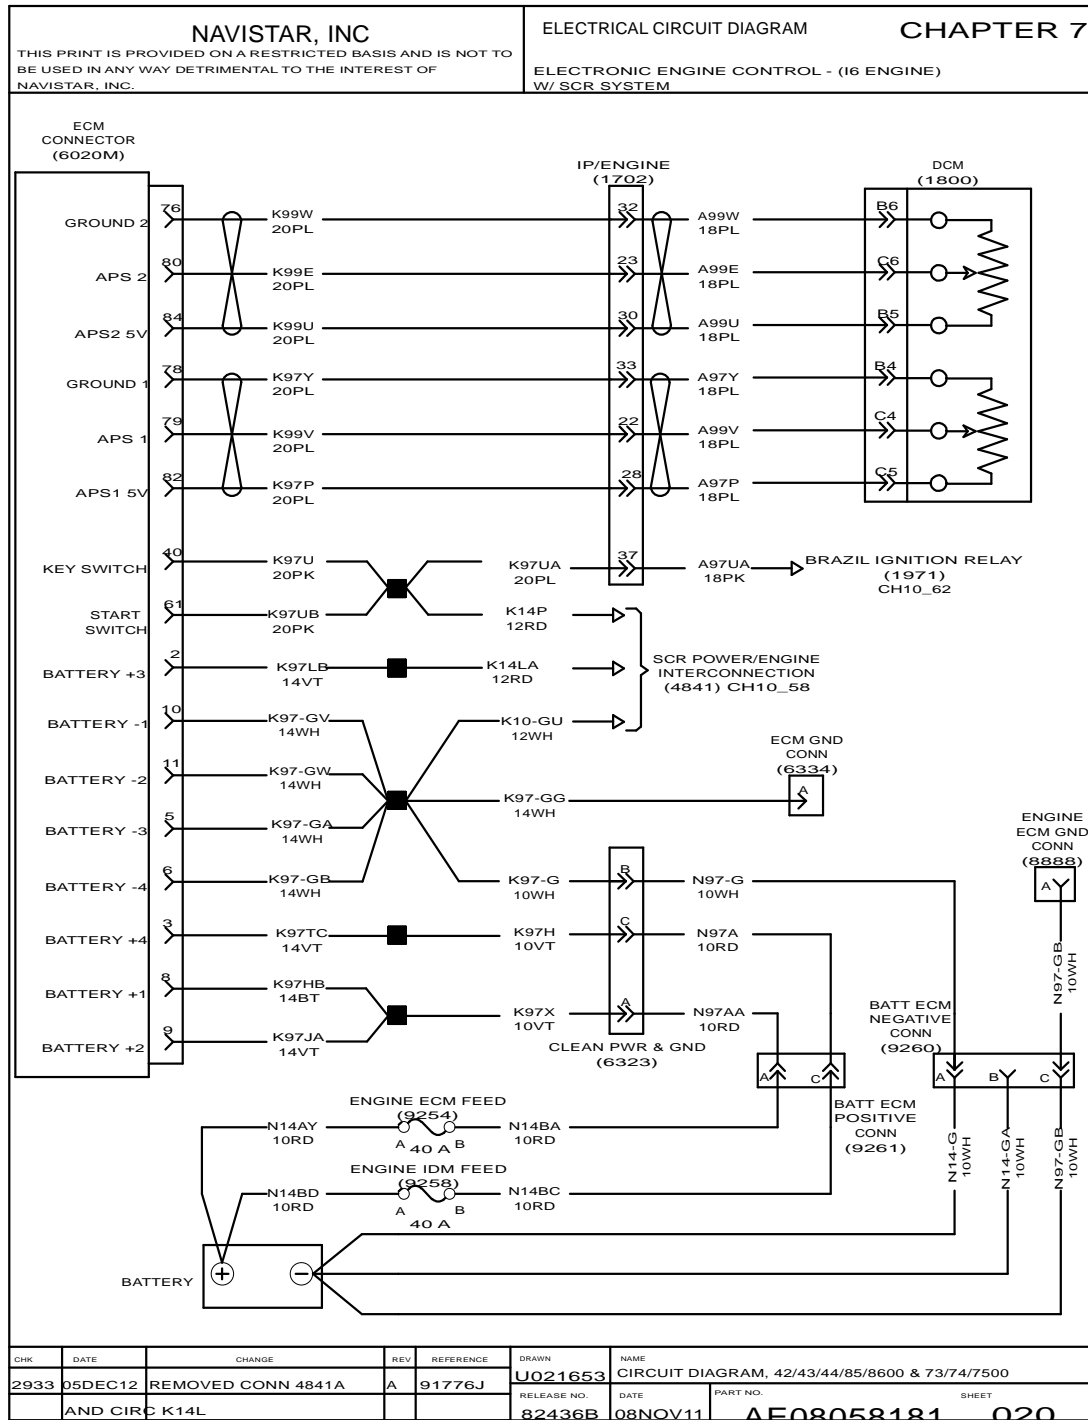 NAVISTAR, INC
THIS PRINT IS PROVIDED ON A RESTRICTED BASIS AND IS NOT TO
BE USED IN ANY WAY DETRIMENTAL TO THE INTEREST OF
NAVISTAR, INC.
ELECTRICAL CIRCUIT DIAGRAM
CHAPTER 7
ELECTRONIC ENGINE CONTROL - (I6 ENGINE)
W/ SCR SYSTEM
ECM
CONNECTOR
(6020M)
IP/ENGINE
(1702)
DCM
(1800)
GROUND 2
76
K99W
20PL
32
A99W
18PL
B6
APS 2
80
K99E
20PL
23
A99E
18PL
C6
APS2 5V
84
K99U
20PL
30
A99U
18PL
B5
GROUND 1
78
K97Y
20PL
33
A97Y
18PL
B4
APS 1
79
K99V
20PL
22
A99V
18PL
C4
APS1 5V
82
K97P
20PL
28
A97P
18PL
C5
KEY SWITCH
40
K97U
20PK
K97UA
20PL
37
A97UA
18PK
BRAZIL IGNITION RELAY
(1971)
CH10_62
START
SWITCH
61
K97UB
20PK
K14P
12RD
BATTERY +3
2
K97LB
14VT
K14LA
12RD
SCR POWER/ENGINE
INTERCONNECTION
(4841) CH10_58
BATTERY -1
10
K97-GV
14WH
K10-GU
12WH
BATTERY -2
11
K97-GW
14WH
K97-GG
14WH
ECM GND
CONN
(6334)
A
BATTERY -3
5
K97-GA
14WH
BATTERY -4
6
K97-GB
14WH
K97-G
10WH
B
N97-G
10WH
ENGINE
ECM GND
CONN
(8888)
A
BATTERY +4
3
K97TC
14VT
K97H
10VT
C
N97A
10RD
N97-GB
10WH
BATTERY +1
8
K97HB
14BT
K97X
10VT
A
N97AA
10RD
BATTERY +2
9
K97JA
14VT
CLEAN PWR & GND
(6323)
BATT ECM
NEGATIVE
CONN
(9260)
A
C
A
B
C
BATT ECM
POSITIVE
CONN
(9261)
ENGINE ECM FEED
(9254)
N14AY
10RD
A
40 A
B
N14BA
10RD
ENGINE IDM FEED
(9258)
N14BD
10RD
A
40 A
B
N14BC
10RD
N14-G
10WH
N14-GA
10WH
N97-GB
10WH
BATTERY
+
−
CHK
DATE
CHANGE
REV
REFERENCE
2933
05DEC12
REMOVED CONN 4841A
A
91776J
AND CIRC K14L
DRAWN
U021653
NAME
CIRCUIT DIAGRAM, 42/43/44/85/8600 & 73/74/7500
RELEASE NO.
82436B
DATE
08NOV11
PART NO.
AE08058181
SHEET
020